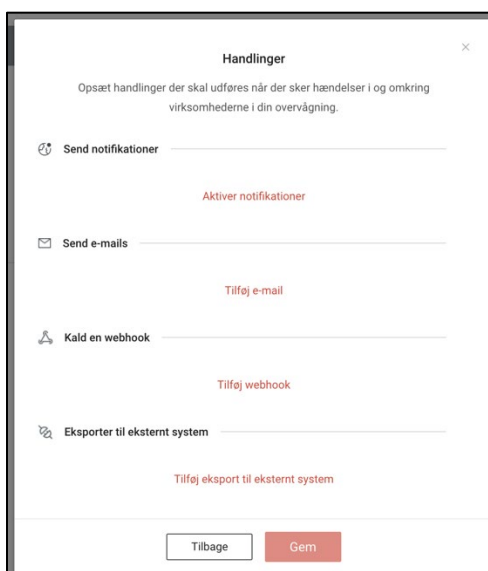 Handlinger
Opsæt handlinger der skal udføres når der sker hændelser i og omkring
virksomhederne i din overvågning.
Send notifikationer
Aktiver notifikationer
Send e-mails
Tilføj e-mail
Kald en webhook
Tilføj webhook
Eksporter til eksternt system
Tilføj eksport til eksternt system
Tilbage
Gem